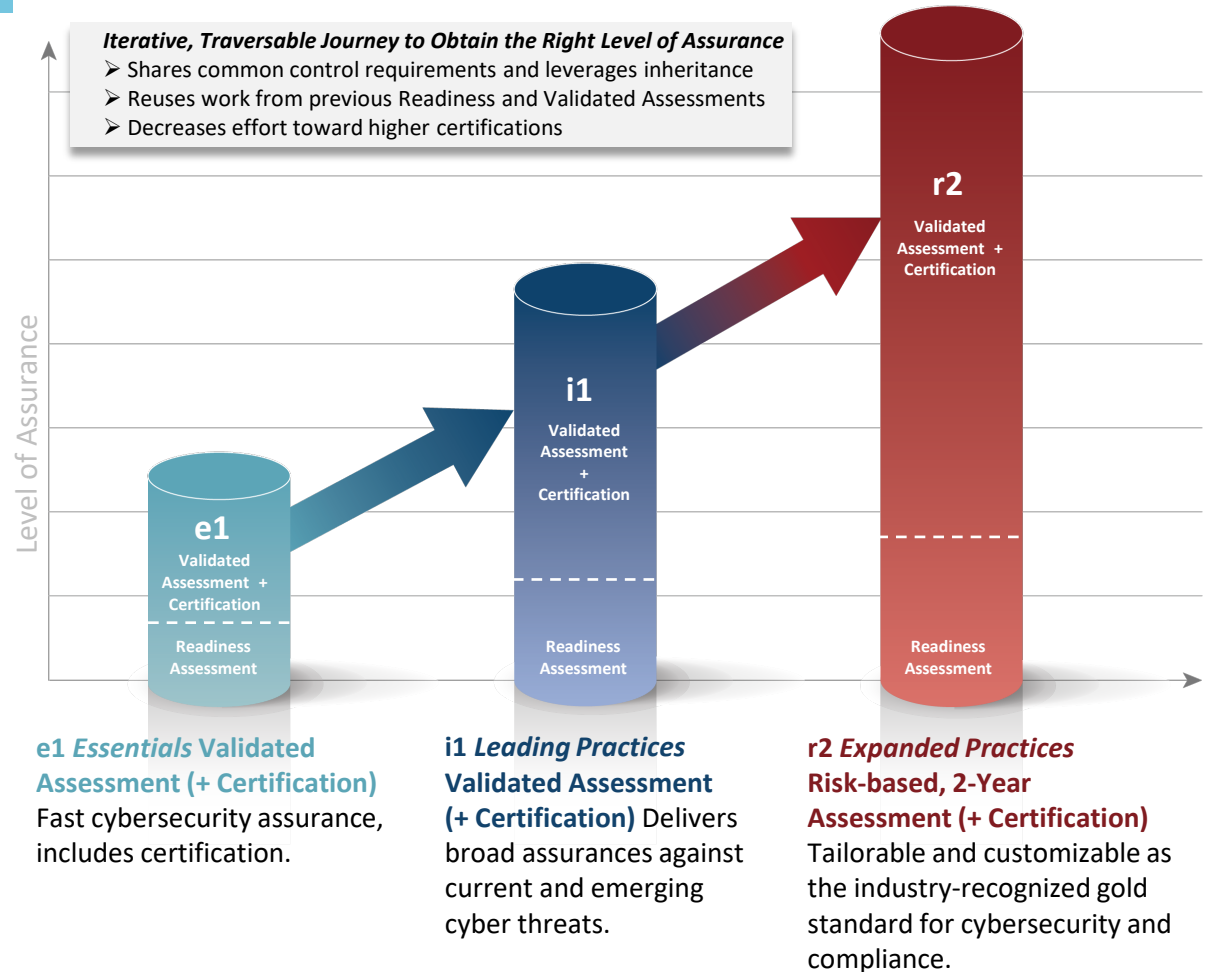 Iterative, Traversable Journey to Obtain the Right Level of Assurance
➢ Shares common control requirements and leverages inheritance
➢ Reuses work from previous Readiness and Validated Assessments
➢ Decreases effort toward higher certifications
Level of Assurance
e1
Validated
Assessment +
Certification
Readiness
Assessment
i1
Validated
Assessment
+
Certification
Readiness
Assessment
r2
Validated
Assessment +
Certification
Readiness
Assessment
e1 Essentials Validated
Assessment (+ Certification)
Fast cybersecurity assurance,
includes certification.
i1 Leading Practices
Validated Assessment
(+ Certification) Delivers
broad assurances against
current and emerging
cyber threats.
r2 Expanded Practices
Risk-based, 2-Year
Assessment (+ Certification)
Tailorable and customizable as
the industry-recognized gold
standard for cybersecurity and
compliance.